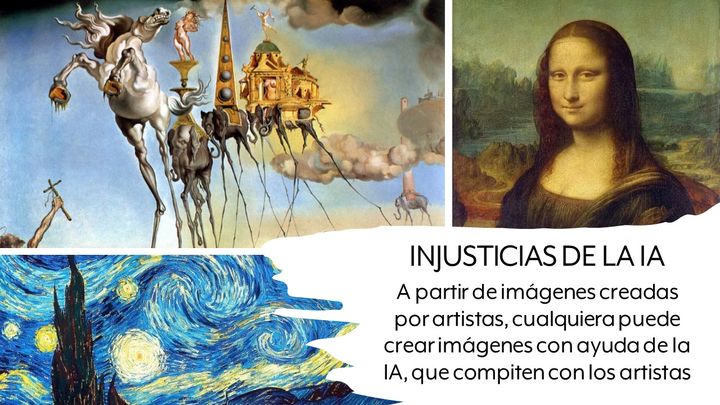 INJUSTICIAS DE LA IA
A partir de imágenes creadas
por artistas, cualquiera puede
crear imágenes con ayuda de la
IA, que compiten con los artistas